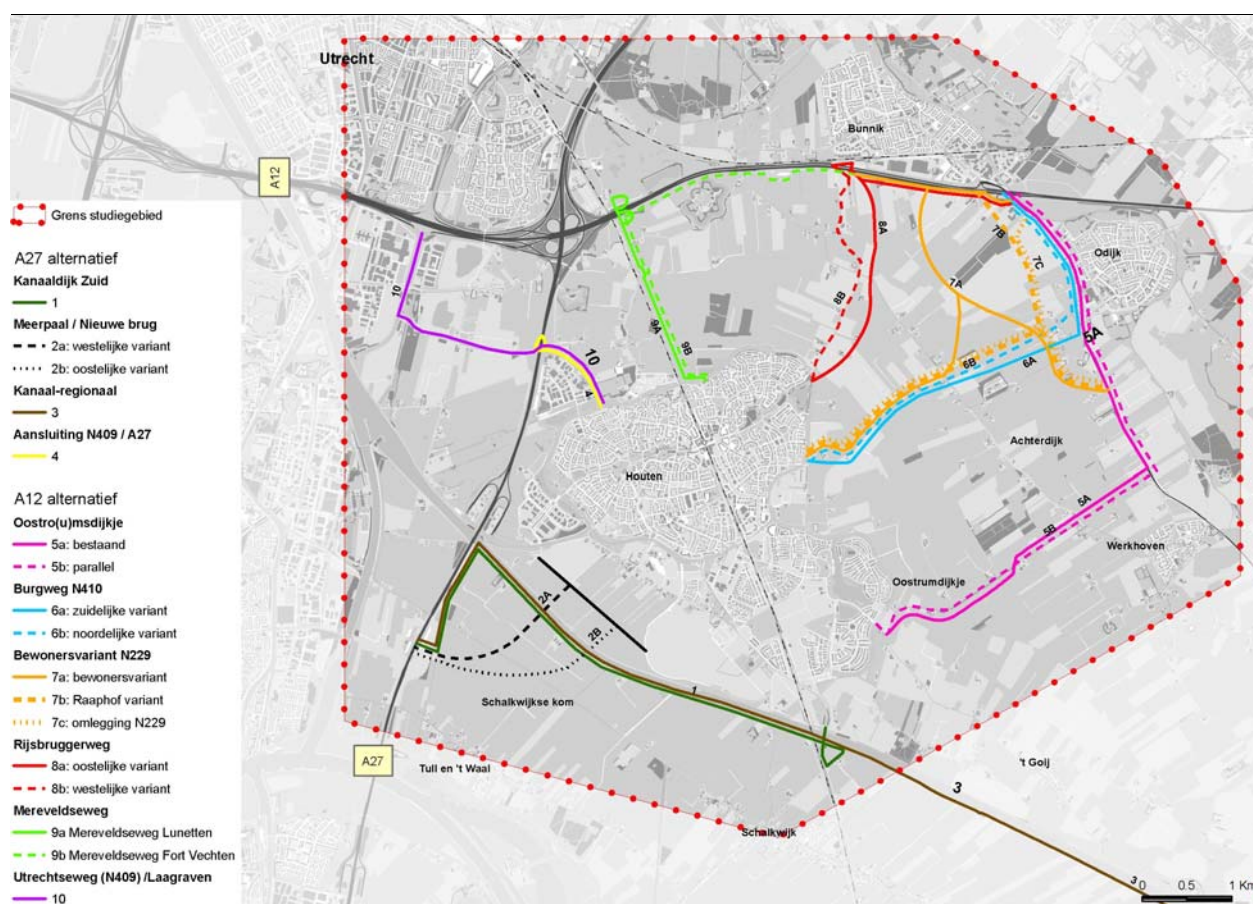 Utrecht
Bunnik
A12
Grens studiegebied
A27 alternatief
Kanaaldijk Zuid
1
Meerpaal / Nieuwe brug
2a: westelijke variant
2b: oostelijke variant
Kanaal-regionaal
3
Aansluiting N409 / A27
4
A12 alternatief
Oostro(u)msdijkje
5a: bestaand
5b: parallel
Burgweg N410
6a: zuidelijke variant
6b: noordelijke variant
Bewonersvariant N229
7a: bewonersvariant
7b: Raaphof variant
7c: omlegging N229
Rijsbruggerweg
8a: oostelijke variant
8b: westelijke variant
Mereveldseweg
9a Mereveldseweg Lunetten
9b Mereveldseweg Fort Vechten
Utrechtseweg (N409) /Laagraven
10
8A
7B
Odijk
7C
7A
10
8B
9A
5A
9B
10
6B
6A
4
Achterdijk
Houten
5A
5B
Werkhoven
Oostrumdijkje
2A
2B
1
Schalkwijkse kom
A27
Tull en 't Waal
't Goij
3
Schalkwijk
3
0 0.5 1 Km